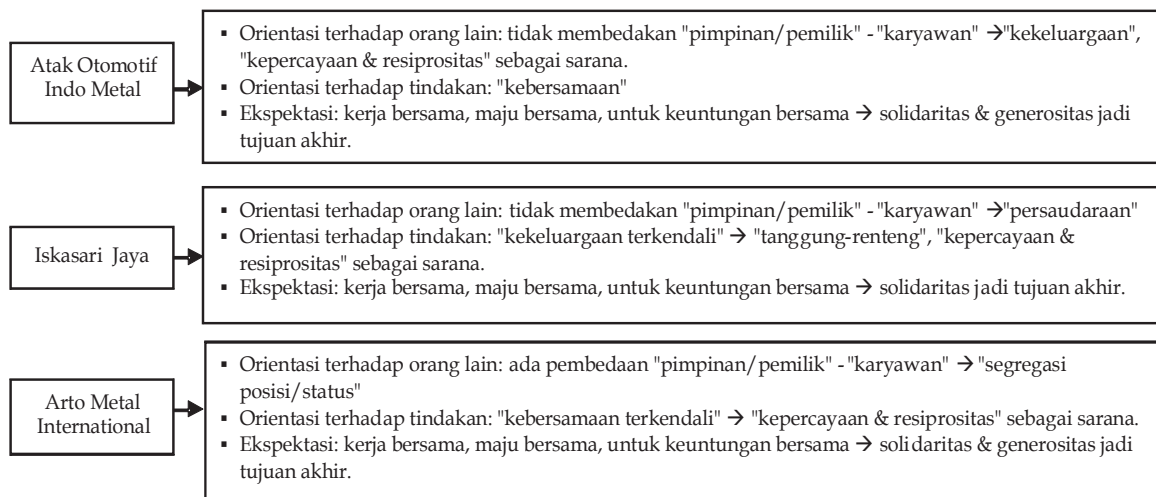 Atak Otomotif
Indo Metal
▪ Orientasi terhadap orang lain: tidak membedakan "pimpinan/pemilik" - "karyawan" →"kekeluargaan",
"kepercayaan & resiprositas" sebagai sarana.
▪ Orientasi terhadap tindakan: "kebersamaan"
▪ Ekspektasi: kerja bersama, maju bersama, untuk keuntungan bersama → solidaritas & generositas jadi
tujuan akhir.
Iskasari Jaya
▪ Orientasi terhadap orang lain: tidak membedakan "pimpinan/pemilik" - "karyawan" →"persaudaraan"
▪ Orientasi terhadap tindakan: "kekeluargaan terkendali" → "tanggung-renteng", "kepercayaan &
resiprositas" sebagai sarana.
▪ Ekspektasi: kerja bersama, maju bersama, untuk keuntungan bersama → solidaritas jadi tujuan akhir.
Arto Metal
International
▪ Orientasi terhadap orang lain: ada pembedaan "pimpinan/pemilik" - "karyawan" → "segregasi
posisi/status"
▪ Orientasi terhadap tindakan: "kebersamaan terkendali" → "kepercayaan & resiprositas" sebagai sarana.
▪ Ekspektasi: kerja bersama, maju bersama, untuk keuntungan bersama → solidaritas & generositas jadi
tujuan akhir.